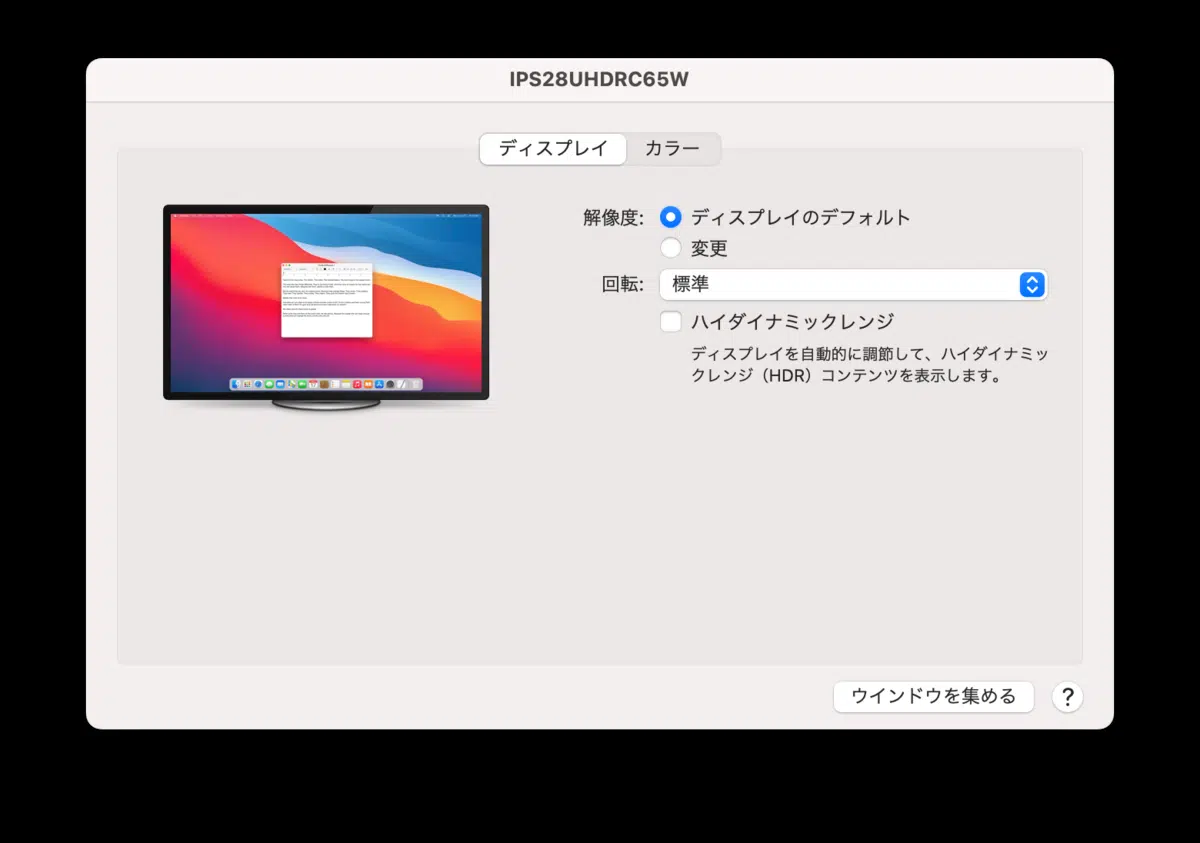 IPS28UHDRC65W
ディスプレイ カラー
解像度: ディスプレイのデフォルト
変更
回転: 標準
ハイダイナミックレンジ
ディスプレイを自動的に調節して、ハイダイナミッ
クレンジ（HDR）コンテンツを表示します。
ウインドウを集める ?